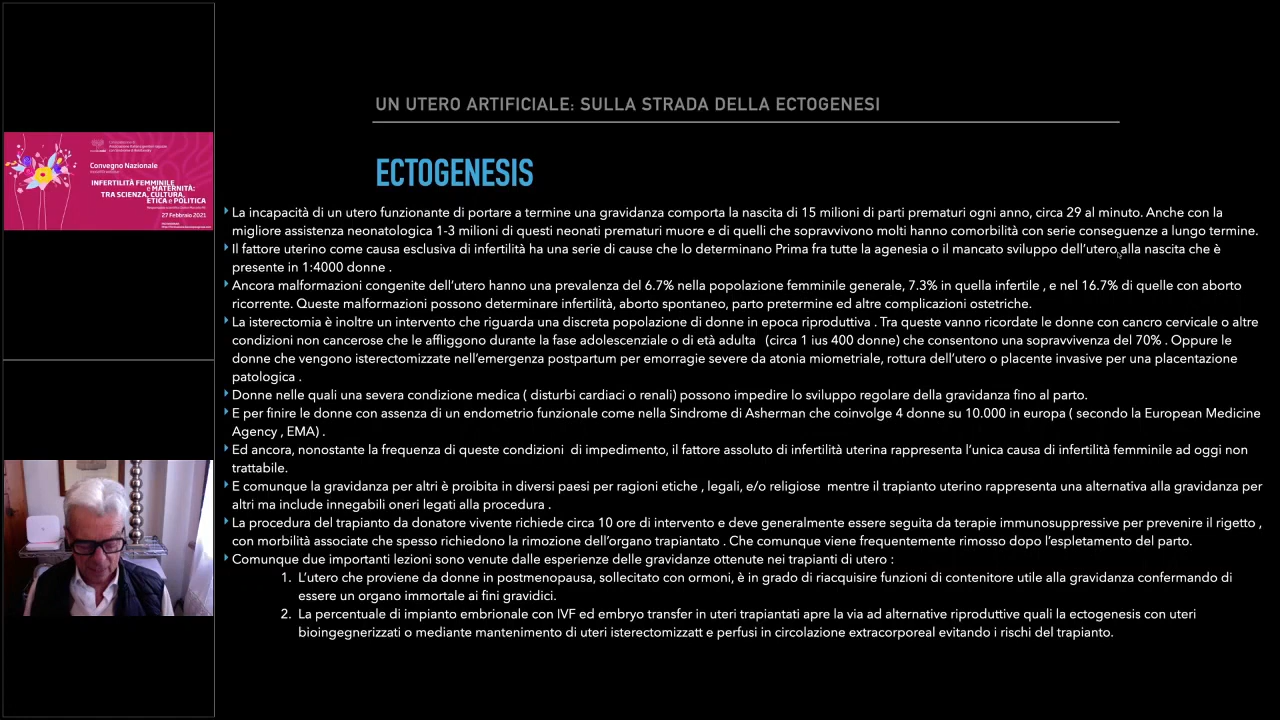 UN UTERO ARTIFICIALE: SULLA STRADA DELLA ECTOGENESI
ECTOGENESIS
La incapacità di un utero funzionante di portare a termine una gravidanza comporta la nascita di 15 milioni di parti prematuri ogni anno, circa 29 al minuto. Anche con la
migliore assistenza neonatologica 1-3 milioni di questi neonati prematuri muore e di quelli che sopravvivono molti hanno comorbilità con serie conseguenze a lungo termine.
Il fattore uterino come causa esclusiva di infertilità ha una serie di cause che lo determinano Prima fra tutte la agenesia o il mancato sviluppo dell'utero alla nascita che è
presente in 1:4000 donne .
Ancora malformazioni congenite dell'utero hanno una prevalenza del 6.7% nella popolazione femminile generale, 7.3% in quella infertile , e nel 16.7% di quelle con aborto
ricorrente. Queste malformazioni possono determinare infertilità, aborto spontaneo, parto pretermine ed altre complicazioni ostetriche.
La isterectomia è inoltre un intervento che riguarda una discreta popolazione di donne in epoca riproduttiva . Tra queste vanno ricordate le donne con cancro cervicale o altre
condizioni non cancerose che le affliggono durante la fase adolescenziale o di età adulta (circa 1 ius 400 donne) che consentono una sopravvivenza del 70% . Oppure le
donne che vengono isterectomizzate nell'emergenza postpartum per emorragie severe da atonia miometriale, rottura dell'utero o placente invasive per una placentazione
patologica .
Donne nelle quali una severa condizione medica ( disturbi cardiaci o renali) possono impedire lo sviluppo regolare della gravidanza fino al parto.
E per finire le donne con assenza di un endometrio funzionale come nella Sindrome di Asherman che coinvolge 4 donne su 10.000 in europa ( secondo la European Medicine
Agency , EMA) .
Ed ancora, nonostante la frequenza di queste condizioni di impedimento, il fattore assoluto di infertilità uterina rappresenta l'unica causa di infertilità femminile ad oggi non
trattabile.
E comunque la gravidanza per altri è proibita in diversi paesi per ragioni etiche , legali, e/o religiose mentre il trapianto uterino rappresenta una alternativa alla gravidanza per
altri ma include innegabili oneri legati alla procedura .
La procedura del trapianto da donatore vivente richiede circa 10 ore di intervento e deve generalmente essere seguita da terapie immunosuppressive per prevenire il rigetto ,
con morbilità associate che spesso richiedono la rimozione dell'organo trapiantato . Che comunque viene frequentemente rimosso dopo l'espletamento del parto.
Comunque due importanti lezioni sono venute dalle esperienze delle gravidanze ottenute nei trapianti di utero :
1. L'utero che proviene da donne in postmenopausa, sollecitato con ormoni, è in grado di riacquisire funzioni di contenitore utile alla gravidanza confermando di
essere un organo immortale ai fini gravidici.
2. La percentuale di impianto embrionale con IVF ed embryo transfer in uteri trapiantati apre la via ad alternative riproduttive quali la ectogenesis con uteri
bioingegnerizzati o mediante mantenimento di uteri isterectomizzatt e perfusi in circolazione extracorporeal evitando i rischi del trapianto.
Convegno Nazionale
INFERTILITÀ FEMMINILE
e MATERNITÀ:
TRA SCIENZA, CULTURA,
ETICA e POLITICA
27 Febbraio 2021